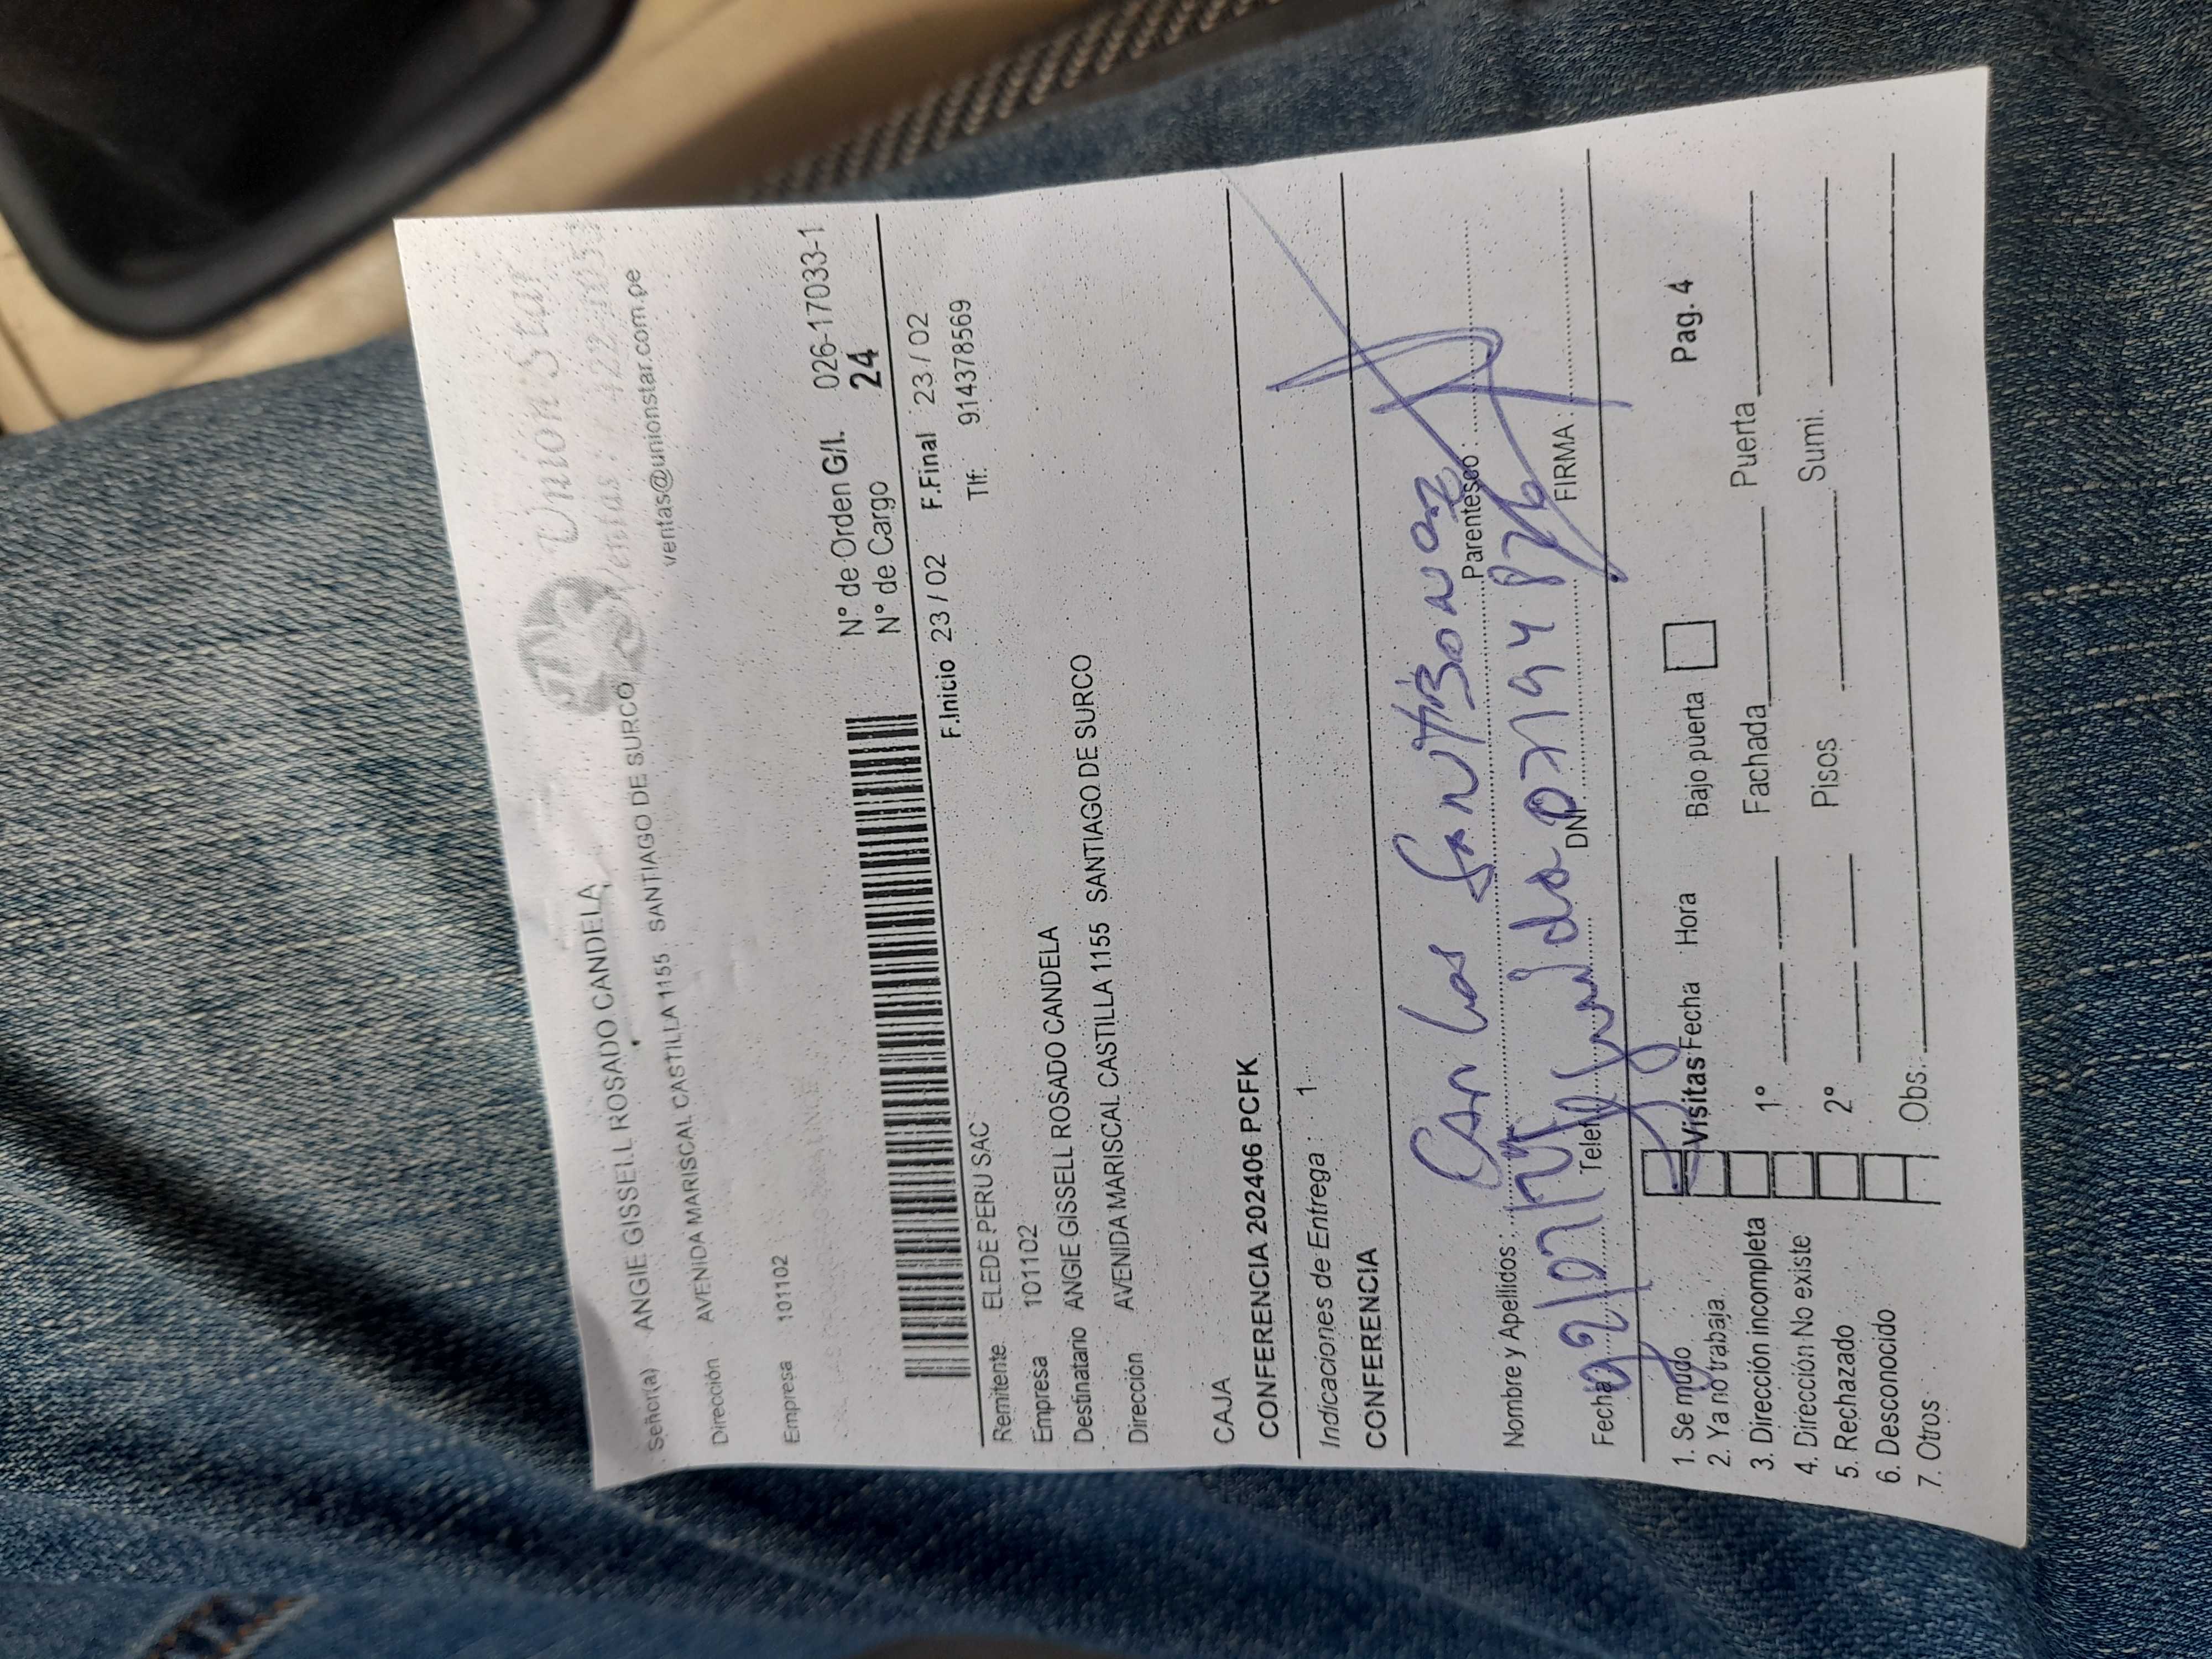 Unión Star
Ventas:
ventas@unionstar.com.pe
Señor(a) ANGIE GISSELL ROSADO CANDELA
Dirección AVENIDA MARISCAL CASTILLA 1155 SANTIAGO DE SURCO
Empresa 101102
N° de Orden G/I. 026-17033-1
N° de Cargo 24
F.Inicio 23 / 02 F.Final 23 / 02
Remitente ELEDE PERU SAC Tlf. 914378569
Empresa 101102
Destinatario ANGIE GISSELL ROSADO CANDELA
Dirección AVENIDA MARISCAL CASTILLA 1155 SANTIAGO DE SURCO
CAJA
CONFERENCIA 202406 PCFK
Indicaciones de Entrega : 1
CONFERENCIA
Carlos
Nombre y Apellidos : Parentesco :
Fecha Telef DNI FIRMA :
1. Se mudo
2. Ya no trabaja
3. Dirección incompleta
4. Dirección No existe
5. Rechazado
6. Desconocido
7. Otros
Visitas Fecha Hora Bajo puerta Pag. 4
1° Fachada Puerta
2° Pisos Sumi.
Obs: